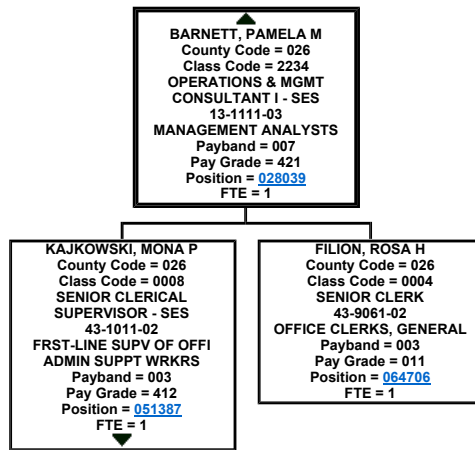 BARNETT, PAMELA M
County Code = 026
Class Code = 2234
OPERATIONS & MGMT
CONSULTANT I - SES
13-1111-03
MANAGEMENT ANALYSTS
Payband = 007
Pay Grade = 421
Position = 028039
FTE = 1
KAJKOWSKI, MONA P
County Code = 026
Class Code = 0008
SENIOR CLERICAL
SUPERVISOR - SES
43-1011-02
FRST-LINE SUPV OF OFFI
ADMIN SUPPT WRKRS
Payband = 003
Pay Grade = 412
Position = 051387
FTE = 1
FILION, ROSA H
County Code = 026
Class Code = 0004
SENIOR CLERK
43-9061-02
OFFICE CLERKS, GENERAL
Payband = 003
Pay Grade = 011
Position = 064706
FTE = 1